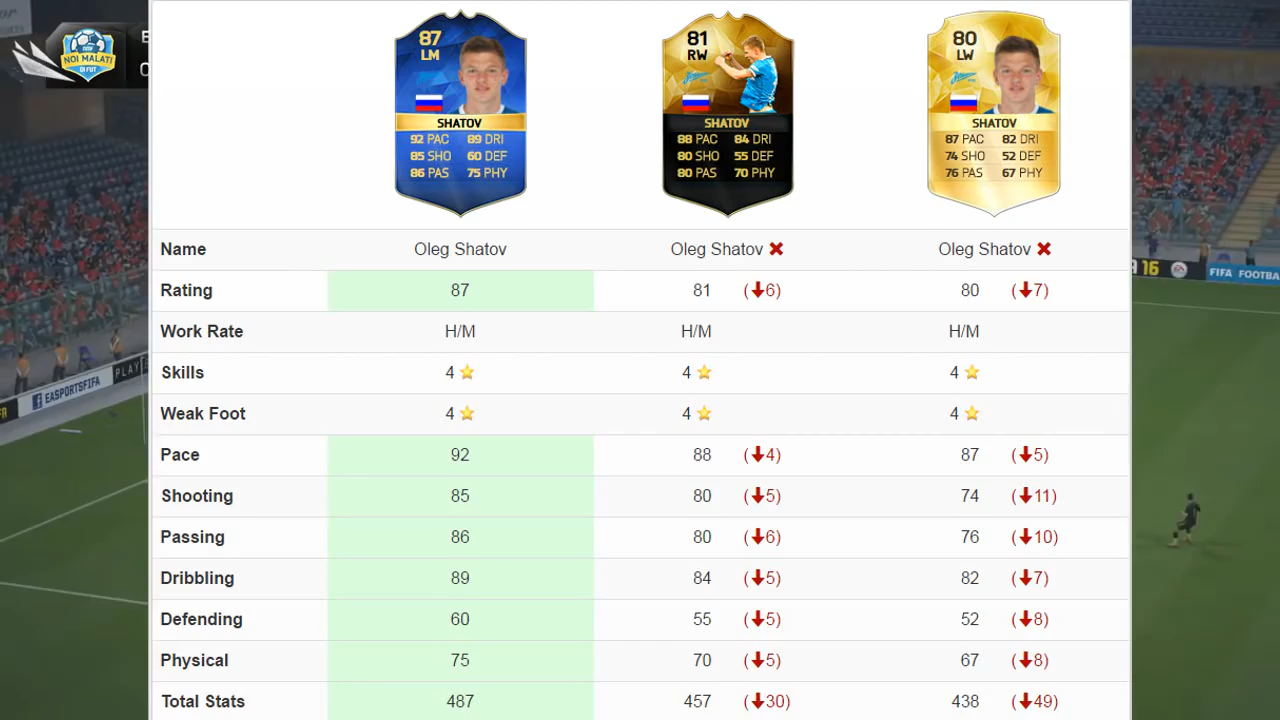 NOI MALATI
DI FUT
87
LM
SHATOV
92 PAC 89 DRI
85 SHO 60 DEF
86 PAS 75 PHY
81
RW
SHATOV
88 PAC 84 DRI
80 SHO 55 DEF
80 PAS 70 PHY
80
LW
SHATOV
87 PAC 82 DRI
74 SHO 52 DEF
76 PAS 67 PHY
Name Oleg Shatov Oleg Shatov Oleg Shatov
Rating 87 81 (6) 80 (7)
Work Rate H/M H/M H/M
Skills 4 4 4
Weak Foot 4 4 4
Pace 92 88 (4) 87 (5)
Shooting 85 80 (5) 74 (11)
Passing 86 80 (6) 76 (10)
Dribbling 89 84 (5) 82 (7)
Defending 60 55 (5) 52 (8)
Physical 75 70 (5) 67 (8)
Total Stats 487 457 (30) 438 (49)
EASPORTSFIFA
PLAY
16
FIFA FOOTBA